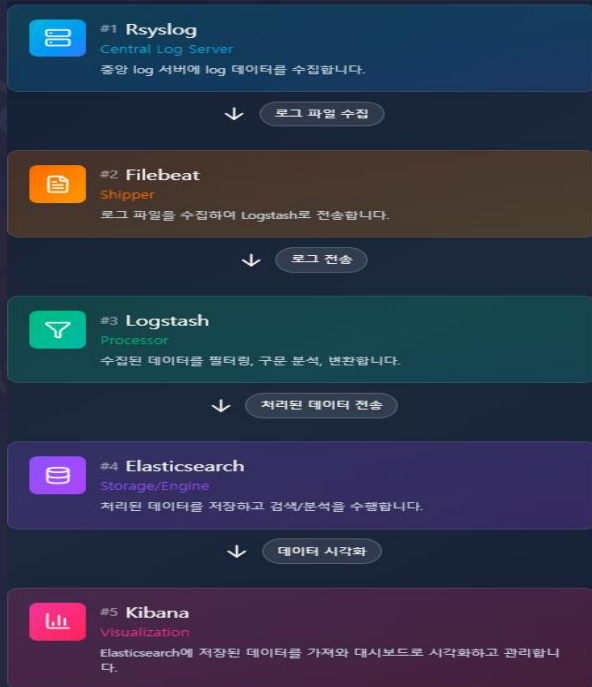 #1 Rsyslog
Central Log Server
중앙 log 서버에 log 데이터를 수집합니다.
로그 파일 수집
#2 Filebeat
Shipper
로그 파일을 수집하여 Logstash로 전송합니다.
로그 전송
#3 Logstash
Processor
수집된 데이터를 필터링, 구문 분석, 변환합니다.
처리된 데이터 전송
#4 Elasticsearch
Storage/Engine
처리된 데이터를 저장하고 검색/분석을 수행합니다.
데이터 시각화
#5 Kibana
Visualization
Elasticsearch에 저장된 데이터를 가져와 대시보드로 시각화하고 관리합니
다.